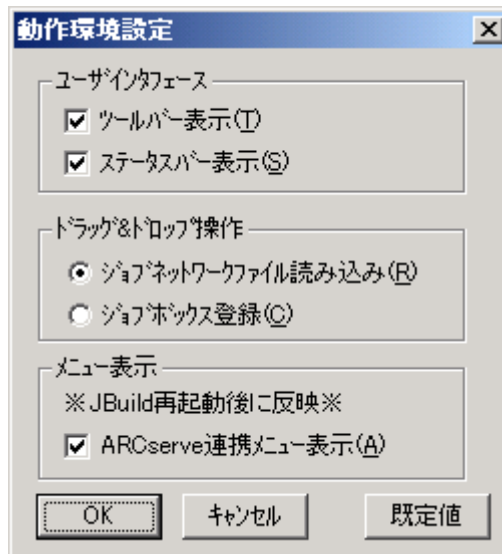 動作環境設定
ﾕｰｻﾞｲﾝﾀﾌｪｰｽ
ﾂｰﾙﾊﾞｰ表示(T)
ｽﾃｰﾀｽﾊﾞｰ表示(S)
ﾄﾞﾗｯｸﾞ&ﾄﾞﾛｯﾌﾟ操作
ｼﾞｮﾌﾞﾈｯﾄﾜｰｸﾌｧｲﾙ読み込み(R)
ｼﾞｮﾌﾞﾎﾞｯｸｽ登録(C)
ﾒﾆｭｰ表示
※JBuild再起動後に反映※
ARCserve連携ﾒﾆｭｰ表示(A)
OK ｷｬﾝｾﾙ 既定値